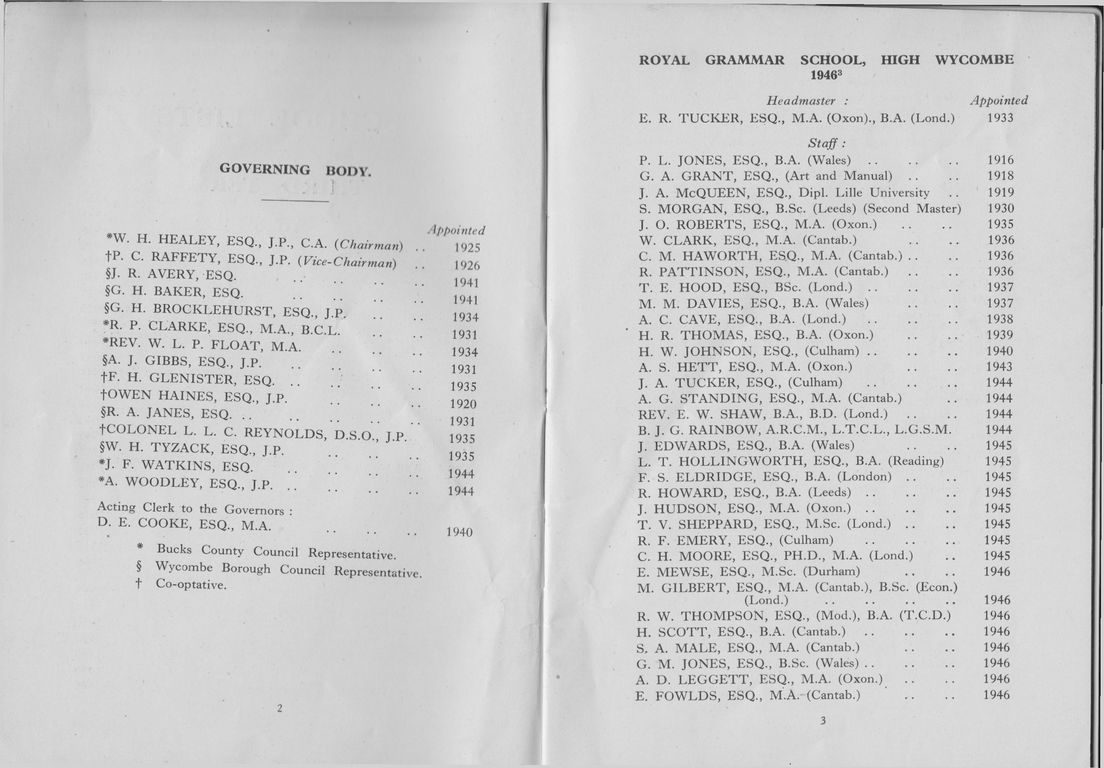 GOVERNING BODY.
Appointed
*W. H. HEALEY, ESQ., J.P., C.A. (Chairman) .. 1925
†P. C. RAFFETY, ESQ., J.P. (Vice-Chairman) .. 1926
§J. R. AVERY, ESQ. .. .. .. .. 1941
§G. H. BAKER, ESQ. .. .. .. .. 1941
§G. H. BROCKLEHURST, ESQ., J.P. .. .. 1934
*R. P. CLARKE, ESQ., M.A., B.C.L. .. .. 1931
*REV. W. L. P. FLOAT, M.A. .. .. .. 1934
§A. J. GIBBS, ESQ., J.P. .. .. .. .. 1931
†F. H. GLENISTER, ESQ. .. .. .. .. 1935
†OWEN HAINES, ESQ., J.P. .. .. .. 1920
§R. A. JANES, ESQ. .. .. .. .. .. 1931
†COLONEL L. L. C. REYNOLDS, D.S.O., J.P. 1935
§W. H. TYZACK, ESQ., J.P. .. .. .. 1935
*J. F. WATKINS, ESQ. .. .. .. .. 1944
*A. WOODLEY, ESQ., J.P. .. .. .. .. 1944
Acting Clerk to the Governors :
D. E. COOKE, ESQ., M.A. .. .. .. 1940
* Bucks County Council Representative.
§ Wycombe Borough Council Representative.
† Co-optative.
2
ROYAL GRAMMAR SCHOOL, HIGH WYCOMBE
1946³
Headmaster : Appointed
E. R. TUCKER, ESQ., M.A. (Oxon)., B.A. (Lond.) 1933
Staff :
P. L. JONES, ESQ., B.A. (Wales) .. .. .. 1916
G. A. GRANT, ESQ., (Art and Manual) .. .. 1918
J. A. McQUEEN, ESQ., Dipl. Lille University .. 1919
S. MORGAN, ESQ., B.Sc. (Leeds) (Second Master) 1930
J. O. ROBERTS, ESQ., M.A. (Oxon.) .. .. 1935
W. CLARK, ESQ., M.A. (Cantab.) .. .. 1936
C. M. HAWORTH, ESQ., M.A. (Cantab.) .. .. 1936
R. PATTINSON, ESQ., M.A. (Cantab.) .. .. 1936
T. E. HOOD, ESQ., BSc. (Lond.) .. .. .. 1937
M. M. DAVIES, ESQ., B.A. (Wales) .. .. 1937
A. C. CAVE, ESQ., B.A. (Lond.) .. .. .. 1938
H. R. THOMAS, ESQ., B.A. (Oxon.) .. .. 1939
H. W. JOHNSON, ESQ., (Culham) .. .. .. 1940
A. S. HETT, ESQ., M.A. (Oxon.) .. .. 1943
J. A. TUCKER, ESQ., (Culham) .. .. .. 1944
A. G. STANDING, ESQ., M.A. (Cantab.) .. 1944
REV. E. W. SHAW, B.A., B.D. (Lond.) .. .. 1944
B. J. G. RAINBOW, A.R.C.M., L.T.C.L., L.G.S.M. 1944
J. EDWARDS, ESQ., B.A. (Wales) .. .. 1945
L. T. HOLLINGWORTH, ESQ., B.A. (Reading) 1945
F. S. ELDRIDGE, ESQ., B.A. (London) .. .. 1945
R. HOWARD, ESQ., B.A. (Leeds) .. .. .. 1945
J. HUDSON, ESQ., M.A. (Oxon.) .. .. .. 1945
T. V. SHEPPARD, ESQ., M.Sc. (Lond.) .. .. 1945
R. F. EMERY, ESQ., (Culham) .. .. .. 1945
C. H. MOORE, ESQ., PH.D., M.A. (Lond.) .. 1945
E. MEWSE, ESQ., M.Sc. (Durham) .. .. 1946
M. GILBERT, ESQ., M.A. (Cantab.), B.Sc. (Econ.)
(Lond.) .. .. .. .. 1946
R. W. THOMPSON, ESQ., (Mod.), B.A. (T.C.D.) 1946
H. SCOTT, ESQ., B.A. (Cantab.) .. .. .. 1946
S. A. MALE, ESQ., M.A. (Cantab.) .. .. 1946
G. M. JONES, ESQ., B.Sc. (Wales) .. .. .. 1946
A. D. LEGGETT, ESQ., M.A. (Oxon.) .. .. 1946
E. FOWLDS, ESQ., M.A. (Cantab.) .. .. 1946
3